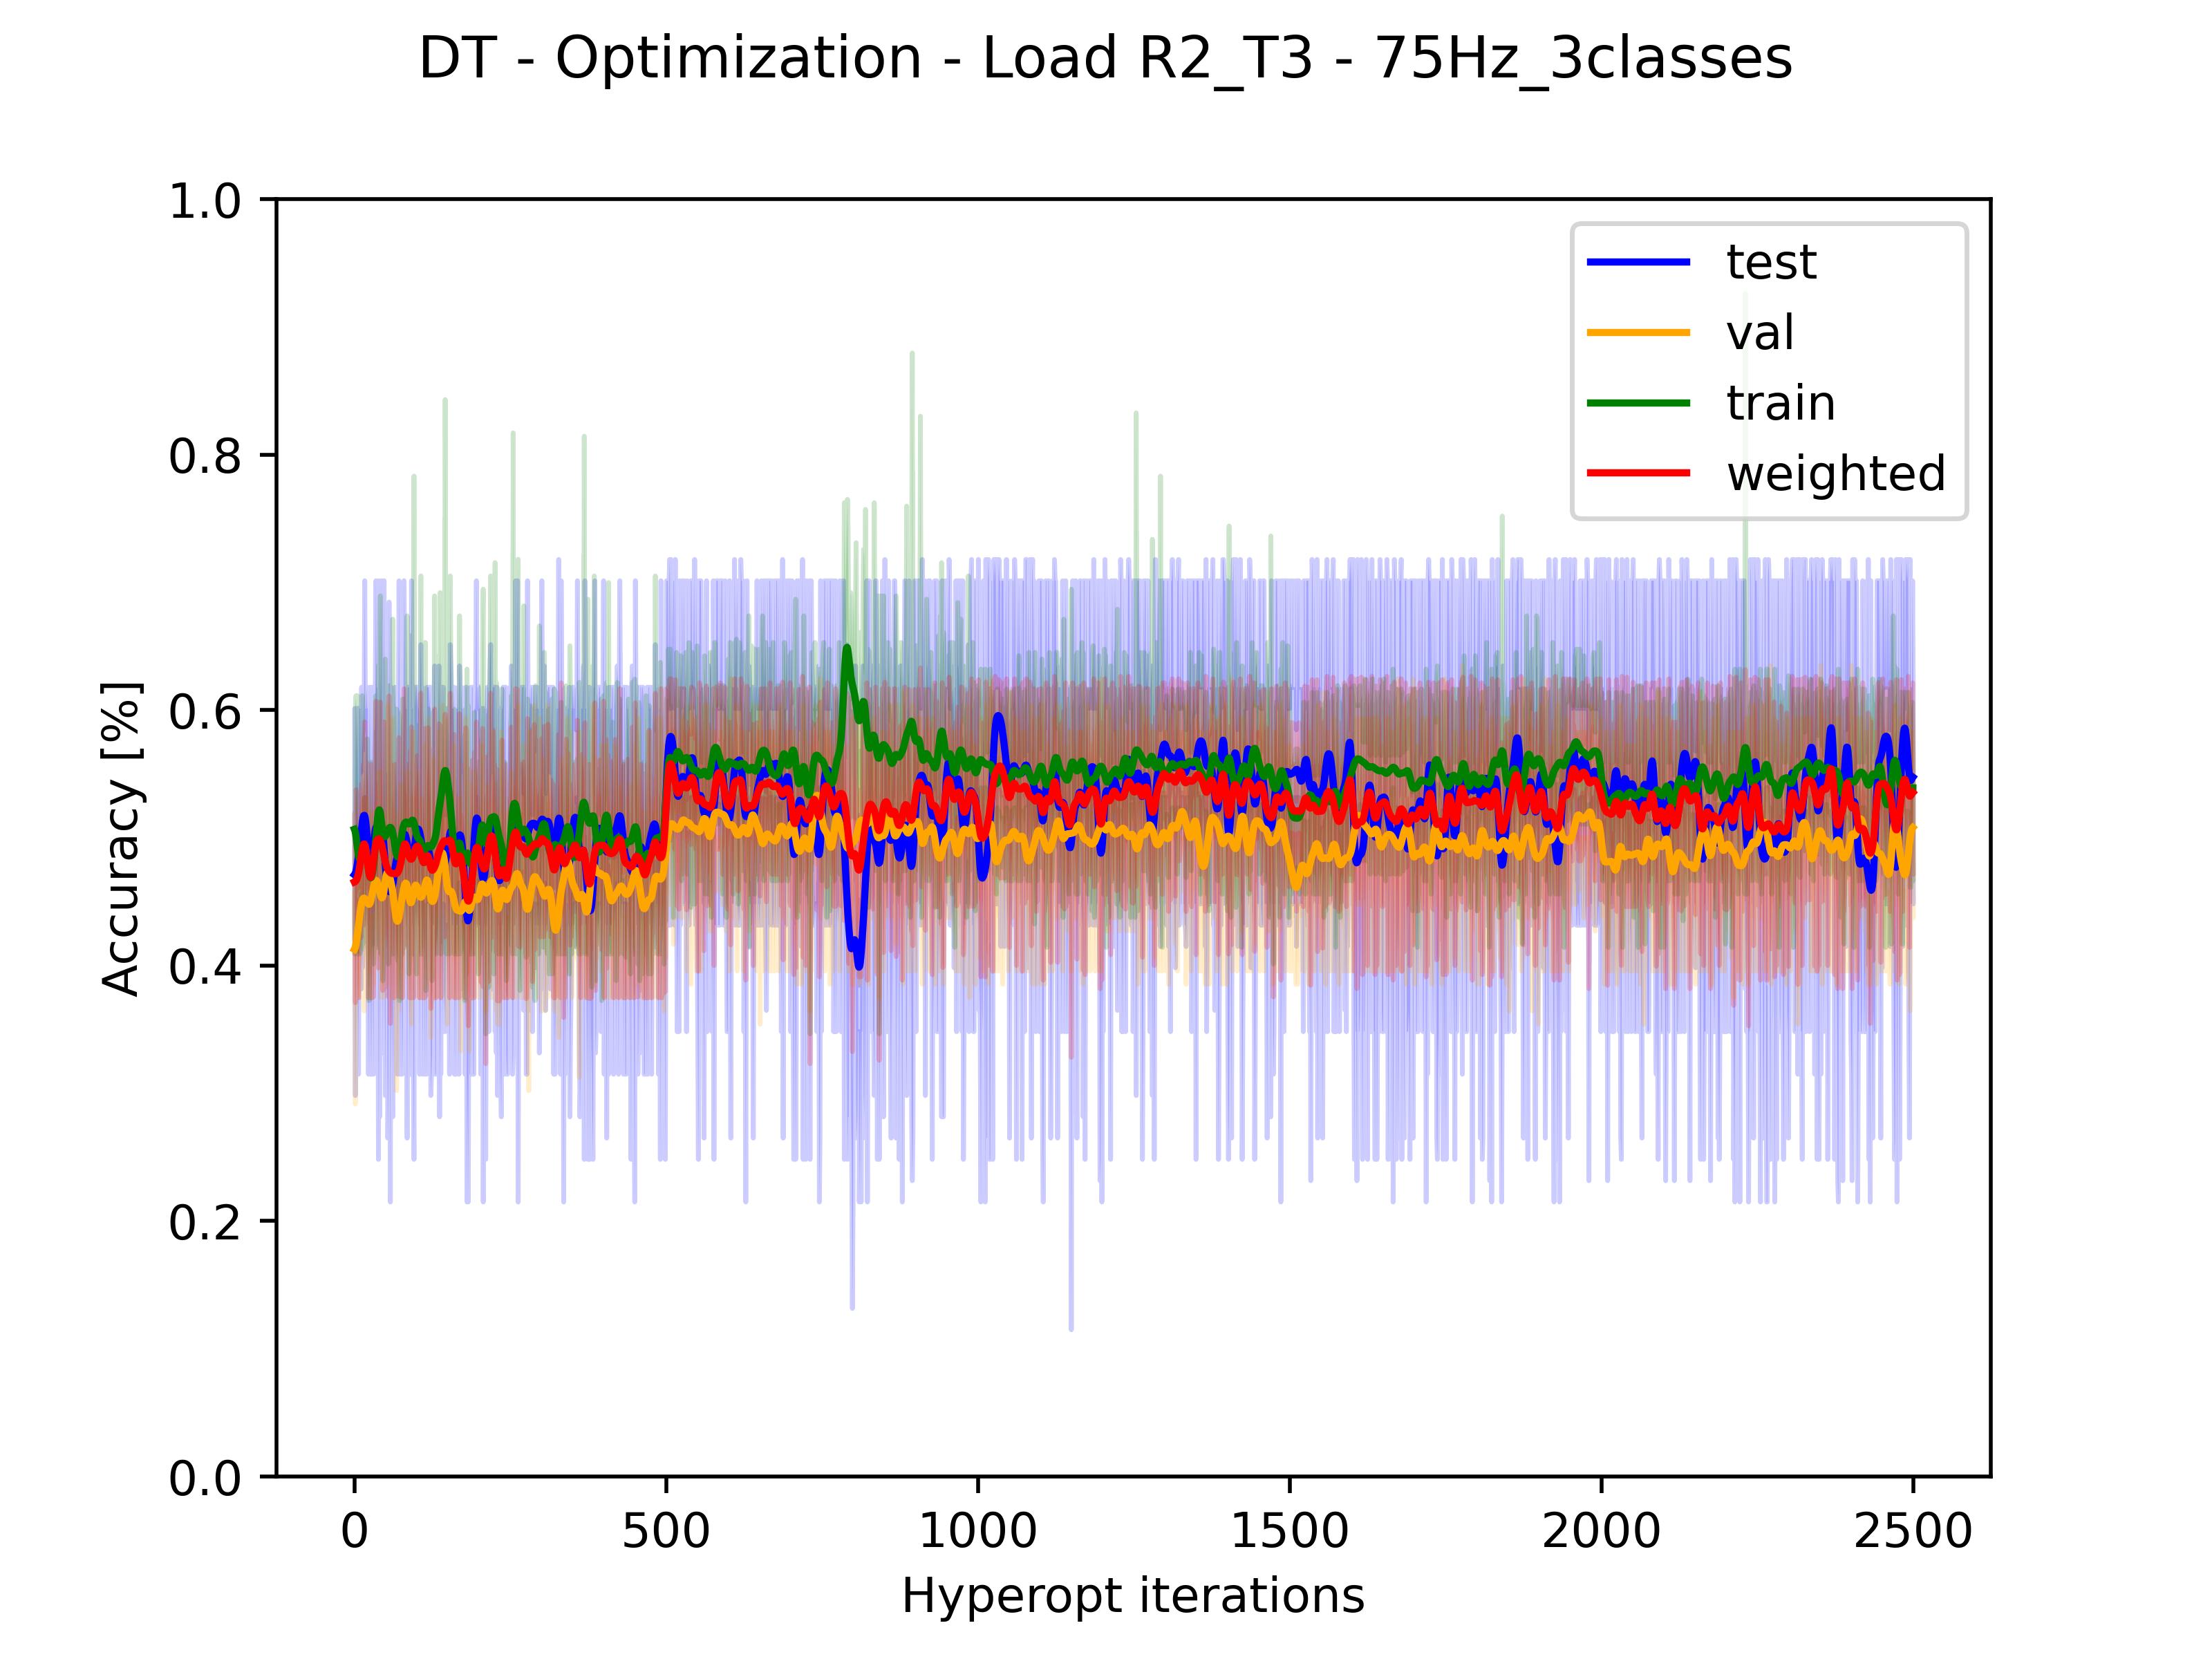 DT - Optimization - Load R2_T3 - 75Hz_3classes
1.0
0.8
0.6
0.4
0.2
0.0
Accuracy [%]
test
val
train
weighted
0 500 1000 1500 2000 2500
Hyperopt iterations